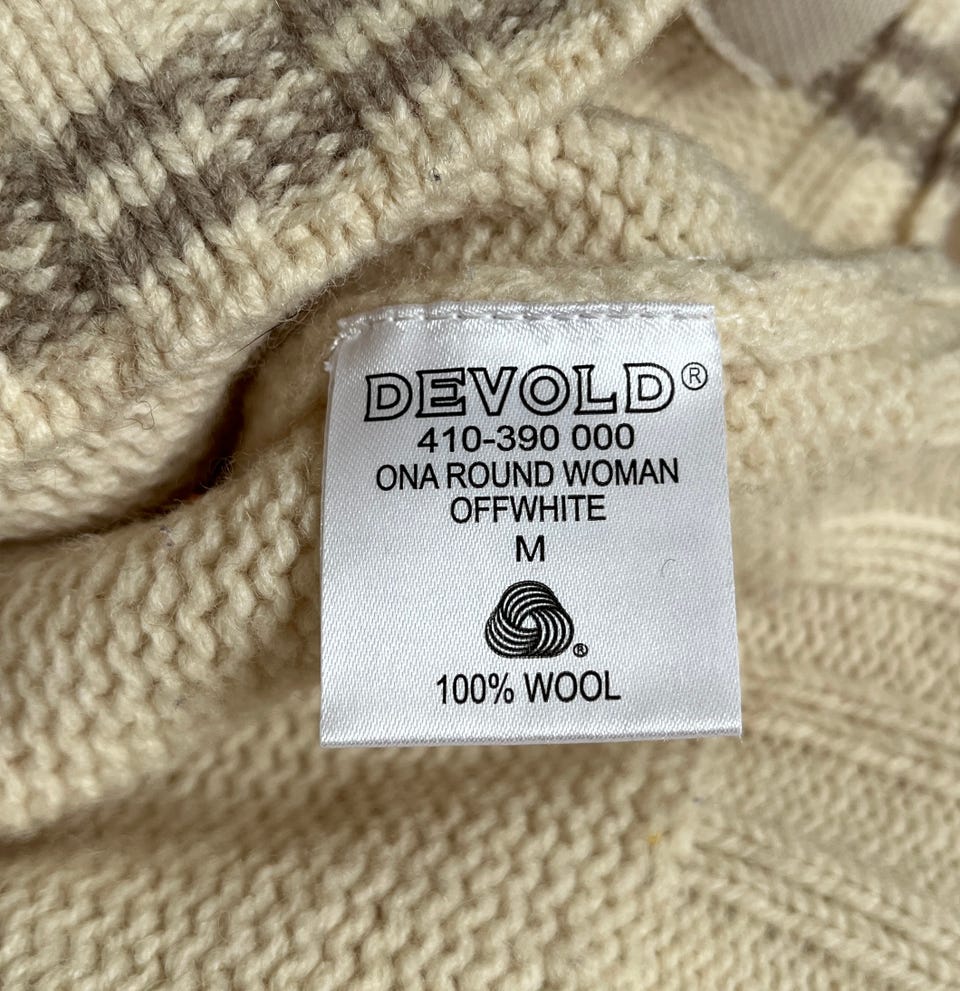 DEVOLD®
410-390 000
ONA ROUND WOMAN
OFFWHITE
M
®
100% WOOL